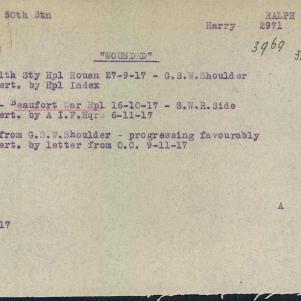 50th Btn RALPH
Harry 2971
3969
"WOUNDED"
lth Sty Hpl Rouen 27-9-17 - G.S.W.Shoulder
ert. by Hpl Index
- Beaufort War Hpl 16-10-17 - S.W.R.Side
ert. by A I.F.Hqrs 6-11-17
from G.S.W.Shoulder - progressing favourably
ert. by letter from O.C. 9-11-17
A
17